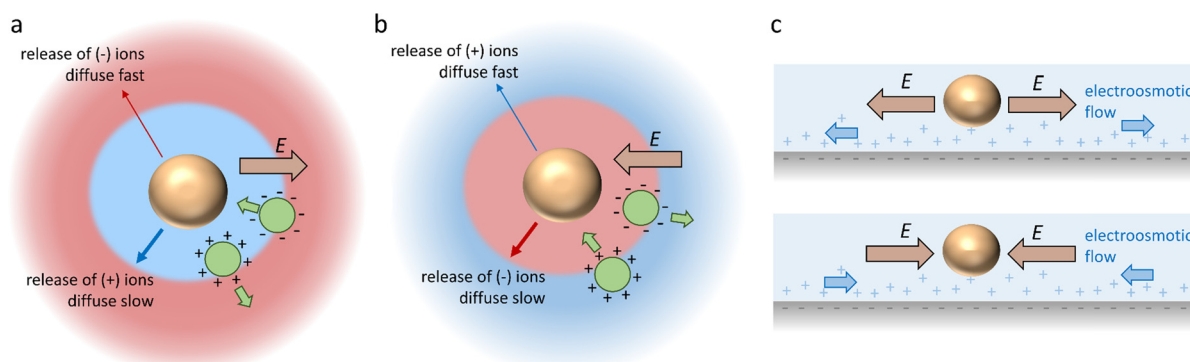 a
release of (-) ions
diffuse fast
E
release of (+) ions
diffuse slow
b
release of (+) ions
diffuse fast
E
release of (-) ions
diffuse slow
c
E
E
electroosmotic
flow
E
E
electroosmotic
flow